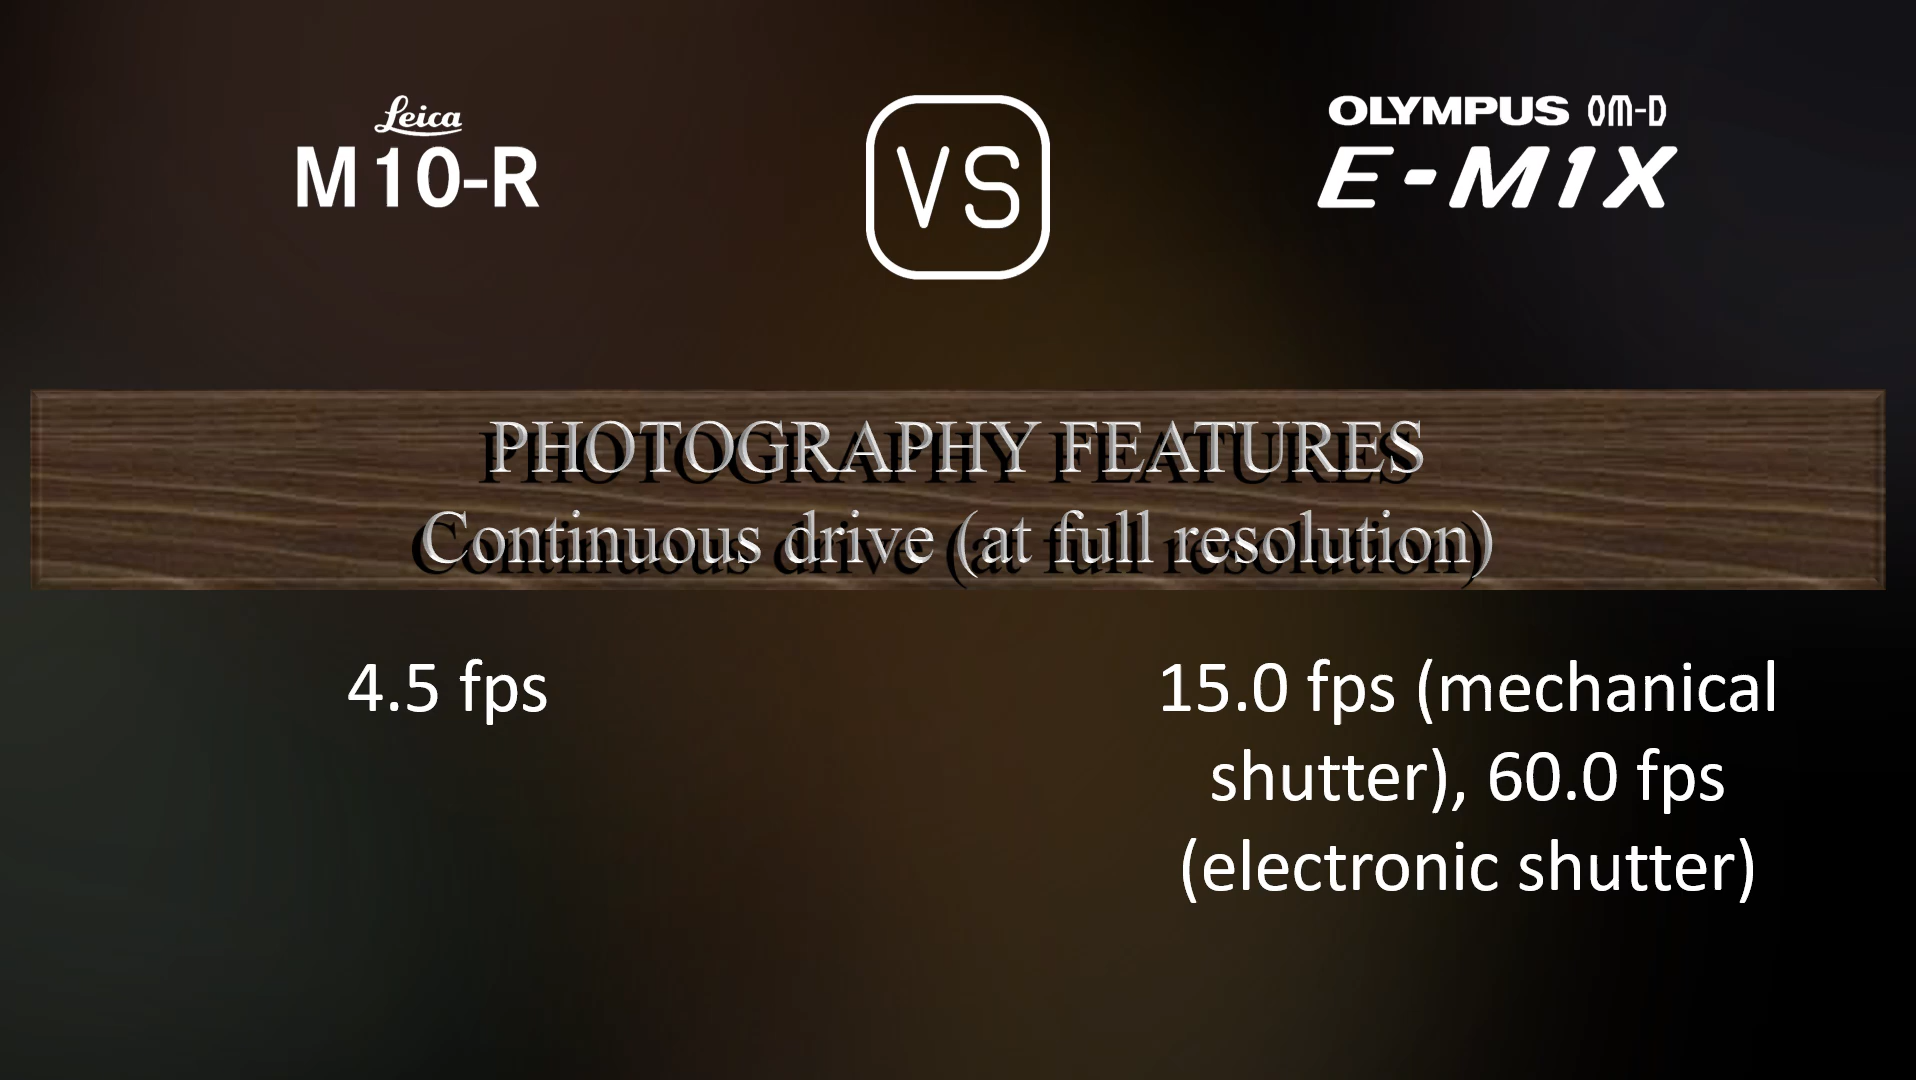 Leica
M10-R
VS
OLYMPUS OM-D
E-M1X
PHOTOGRAPHY FEATURES
Continuous drive (at full resolution)
4.5 fps
15.0 fps (mechanical
shutter), 60.0 fps
(electronic shutter)